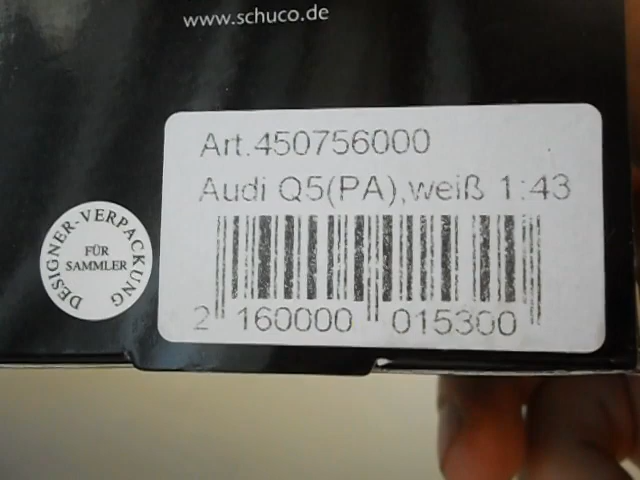 www.schuco.de
Art.450756000
Audi Q5(PA),weiß 1:43
2 160000 015300
DESIGNER-VERPACKUNG
FÜR
SAMMLER